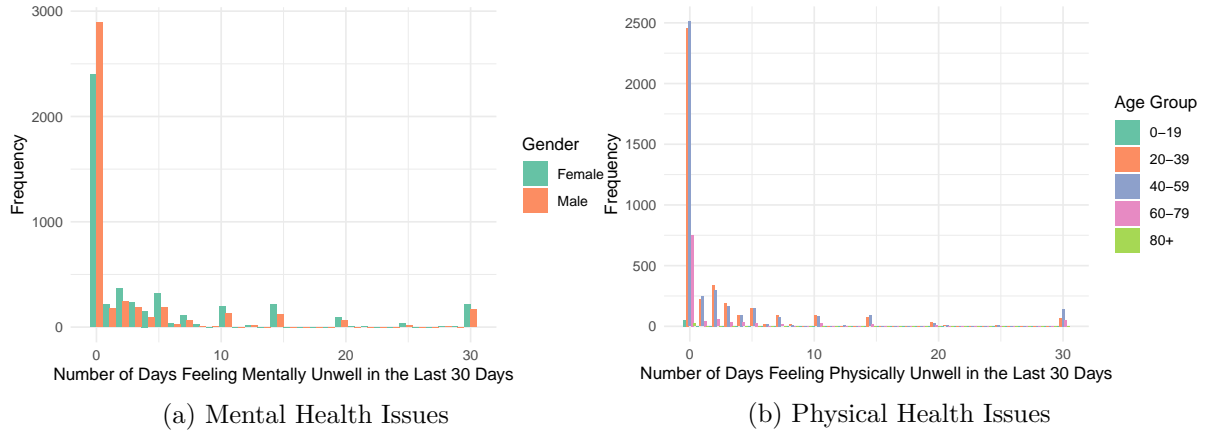 3000
2000
1000
0
Frequency
0
10
20
30
Number of Days Feeling Mentally Unwell in the Last 30 Days
Gender
Female
Male
(a) Mental Health Issues
2500
2000
1500
1000
500
0
Frequency
0
10
20
30
Number of Days Feeling Physically Unwell in the Last 30 Days
Age Group
0−19
20−39
40−59
60−79
80+
(b) Physical Health Issues